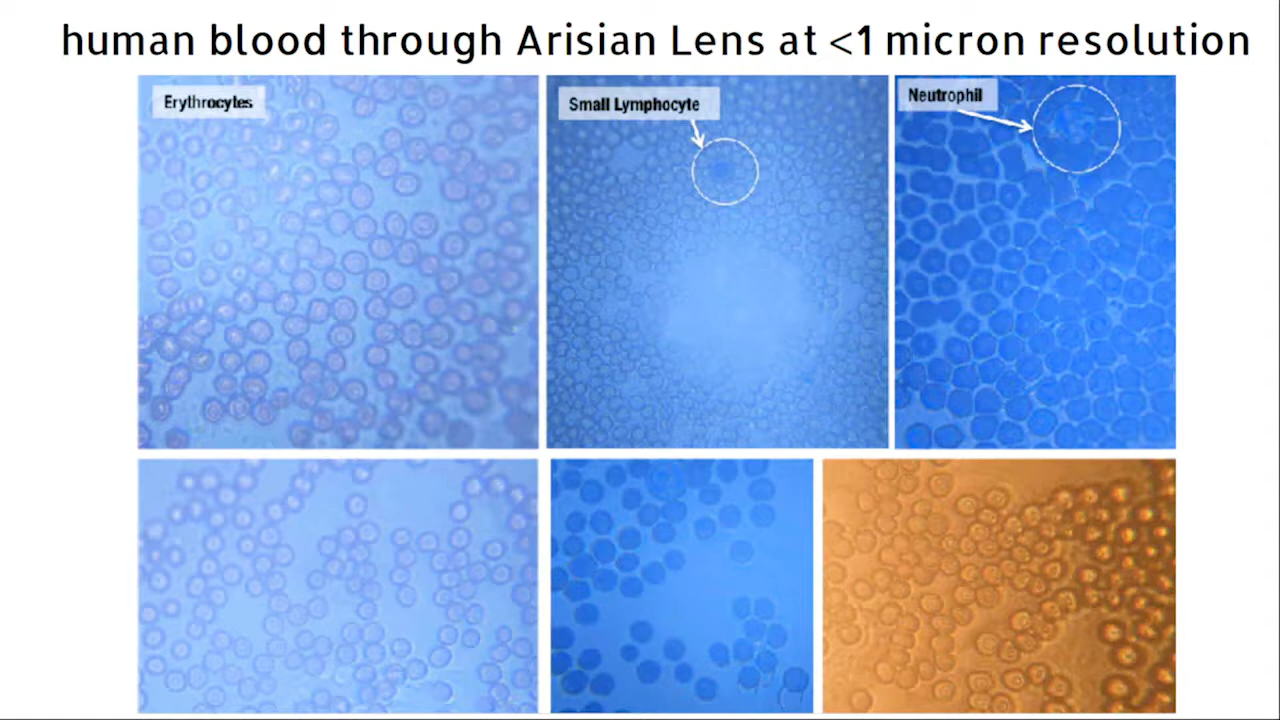 human blood through Arisian Lens at <1 micron resolution
Erythrocytes
Small Lymphocyte
Neutrophil